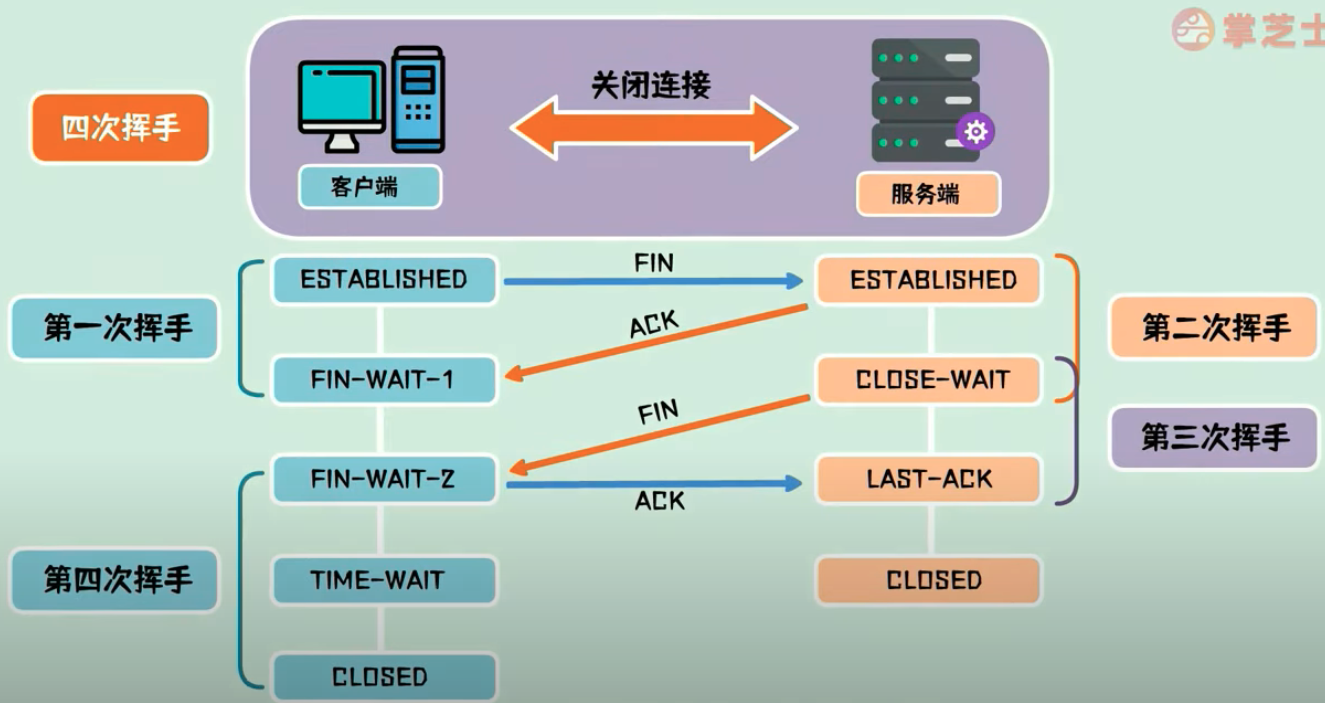 掌芝士
四次挥手
关闭连接
客户端
服务端
ESTABLISHED
FIN
ESTABLISHED
第一次挥手
ACK
第二次挥手
FIN-WAIT-1
CLOSE-WAIT
FIN
第三次挥手
FIN-WAIT-2
LAST-ACK
ACK
第四次挥手
TIME-WAIT
CLOSED
CLOSED